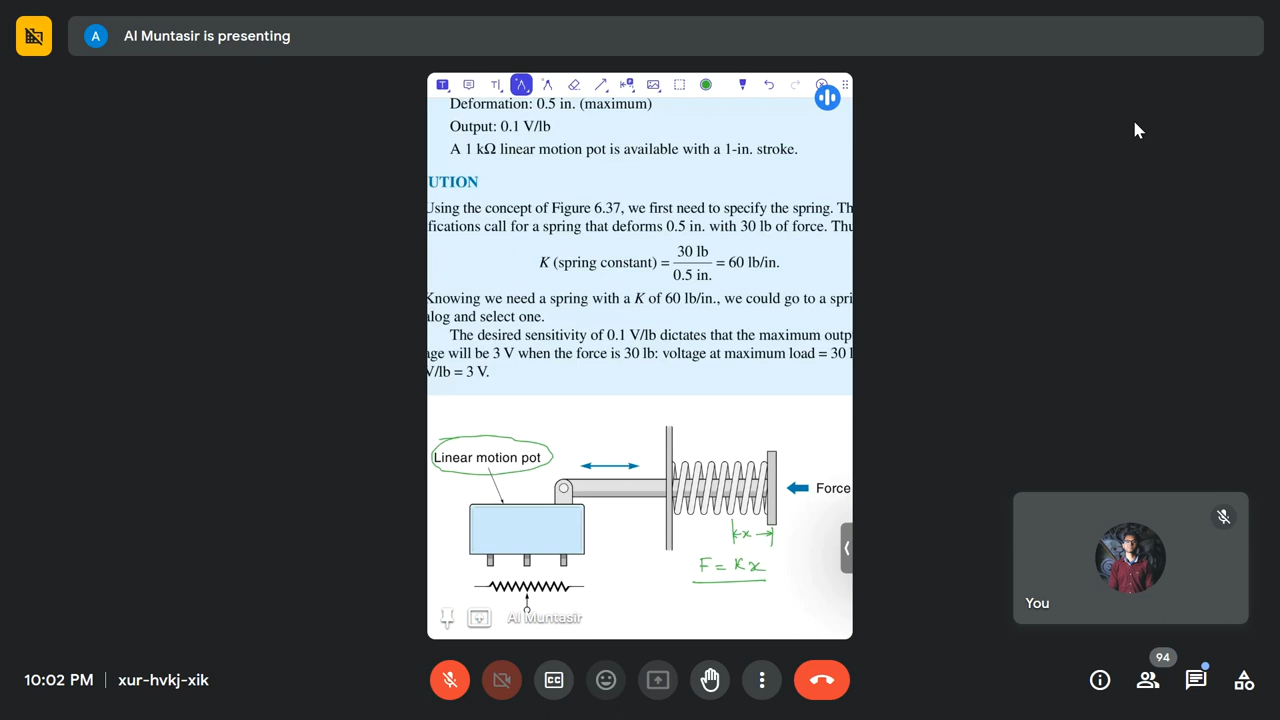 A
Al Muntasir is presenting
Deformation: 0.5 in. (maximum)
Output: 0.1 V/lb
A 1 kΩ linear motion pot is available with a 1-in. stroke.
UTION
Using the concept of Figure 6.37, we first need to specify the spring. Th
fications call for a spring that deforms 0.5 in. with 30 lb of force. Thu
K (spring constant) = 30 lb / 0.5 in. = 60 lb/in.
Knowing we need a spring with a K of 60 lb/in., we could go to a spri
alog and select one.
The desired sensitivity of 0.1 V/lb dictates that the maximum outp
age will be 3 V when the force is 30 lb: voltage at maximum load = 30 l
V/lb = 3 V.
Linear motion pot
Force
x
F = Kx
Al Muntasir
You
10:02 PM
xur-hvkj-xik
CC
94